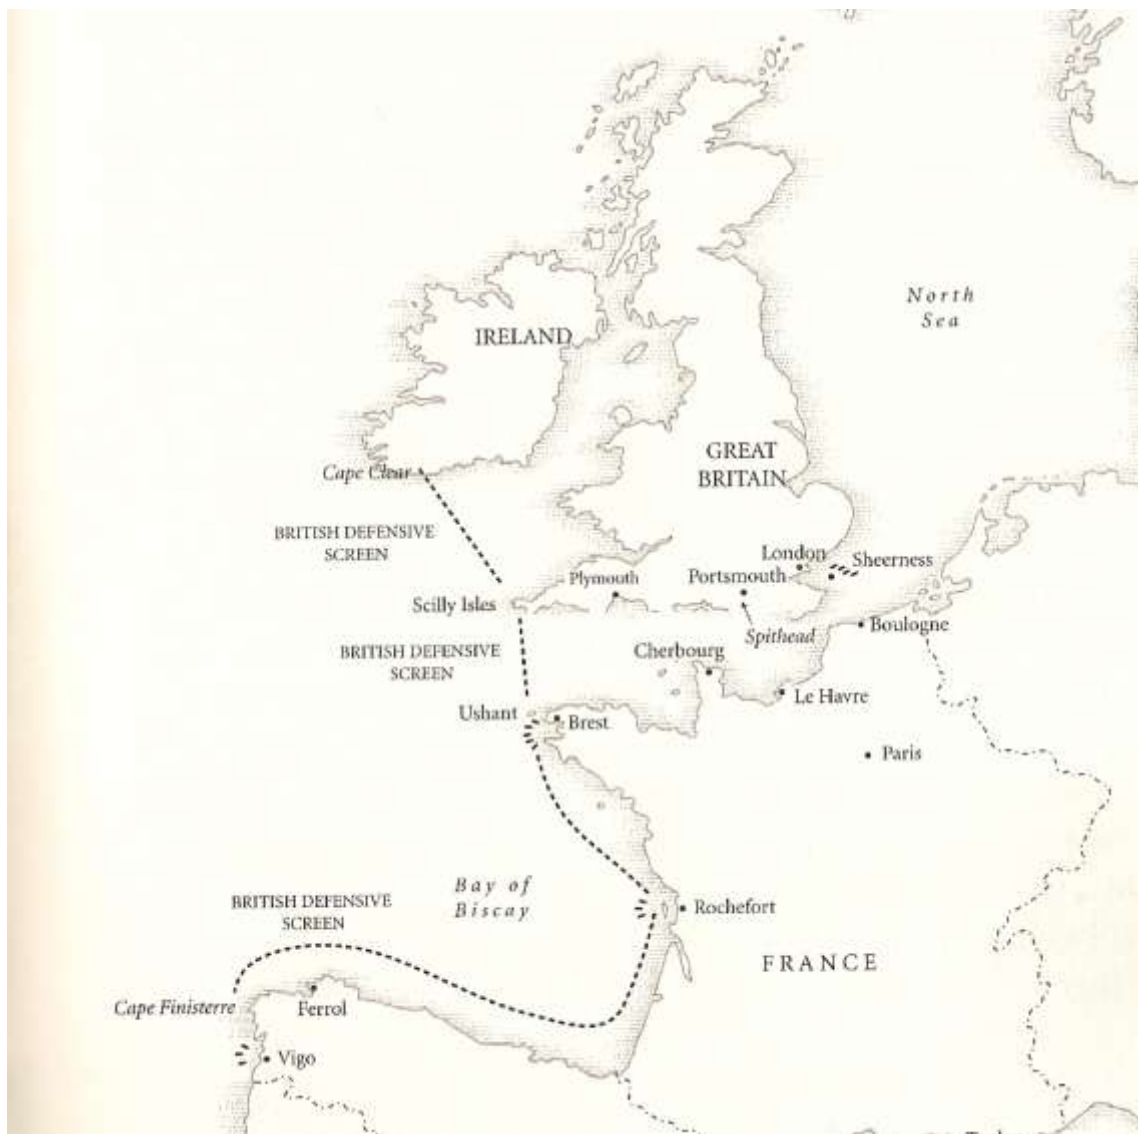 North
Sea
IRELAND
GREAT
BRITAIN
Cape Clear
BRITISH DEFENSIVE
SCREEN
London
Sheerness
Plymouth
Portsmouth
Scilly Isles
Spithead
Boulogne
BRITISH DEFENSIVE
SCREEN
Cherbourg
Le Havre
Ushant
Brest
Paris
Bay of
Biscay
BRITISH DEFENSIVE
SCREEN
Rochefort
FRANCE
Cape Finisterre
Ferrol
Vigo